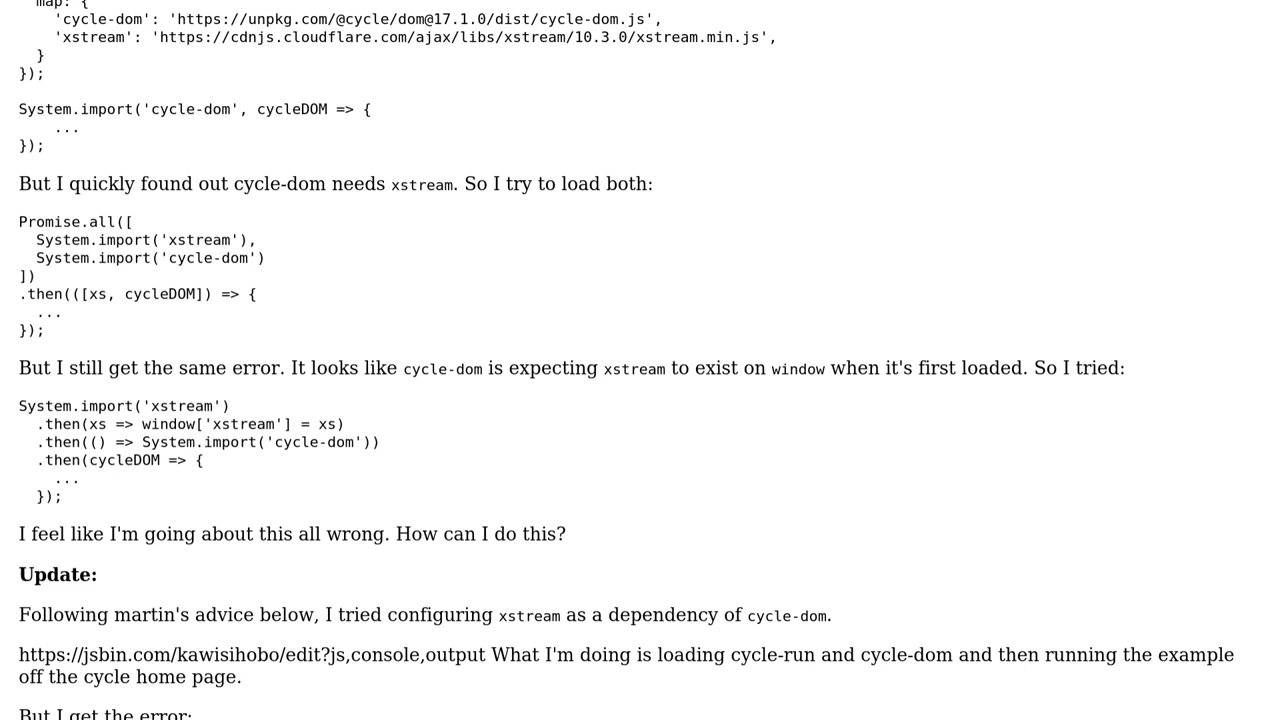 map: {
    'cycle-dom': 'https://unpkg.com/@cycle/dom@17.1.0/dist/cycle-dom.js',
    'xstream': 'https://cdnjs.cloudflare.com/ajax/libs/xstream/10.3.0/xstream.min.js',
  }
});

System.import('cycle-dom', cycleDOM => {
    ...
});

But I quickly found out cycle-dom needs xstream. So I try to load both:

Promise.all([
  System.import('xstream'),
  System.import('cycle-dom')
])
.then(([xs, cycleDOM]) => {
  ...
});

But I still get the same error. It looks like cycle-dom is expecting xstream to exist on window when it's first loaded. So I tried:

System.import('xstream')
  .then(xs => window['xstream'] = xs)
  .then(() => System.import('cycle-dom'))
  .then(cycleDOM => {
    ...
  });

I feel like I'm going about this all wrong. How can I do this?

Update:

Following martin's advice below, I tried configuring xstream as a dependency of cycle-dom.

https://jsbin.com/kawisihobo/edit?js,console,output What I'm doing is loading cycle-run and cycle-dom and then running the example
off the cycle home page.

But I get the error: